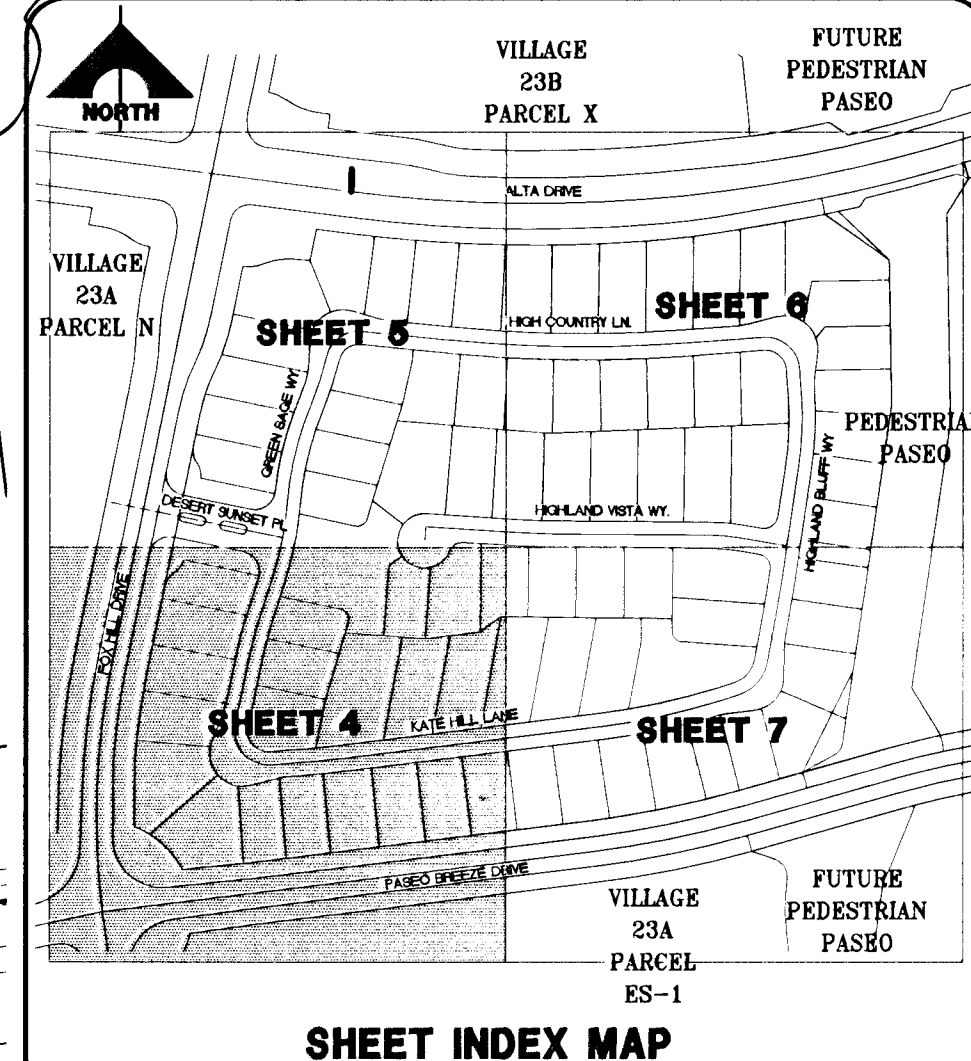 NORTH
VILLAGE
23B
PARCEL X
FUTURE
PEDESTRIAN
PASEO
ALTA DRIVE
VILLAGE
23A
PARCEL N
SHEET 5
SHEET 6
HIGH COUNTRY LN.
GREEN SAGE WY.
PEDESTRIAN
PASEO
HIGHLAND BLUFF WY
DESERT SUNSET PL
HIGHLAND VISTA WY.
FOX HILL DRIVE
SHEET 4
KATE HILL LANE
SHEET 7
PASEO BREEZE DRIVE
VILLAGE
23A
PARCEL
ES-1
FUTURE
PEDESTRIAN
PASEO
SHEET INDEX MAP